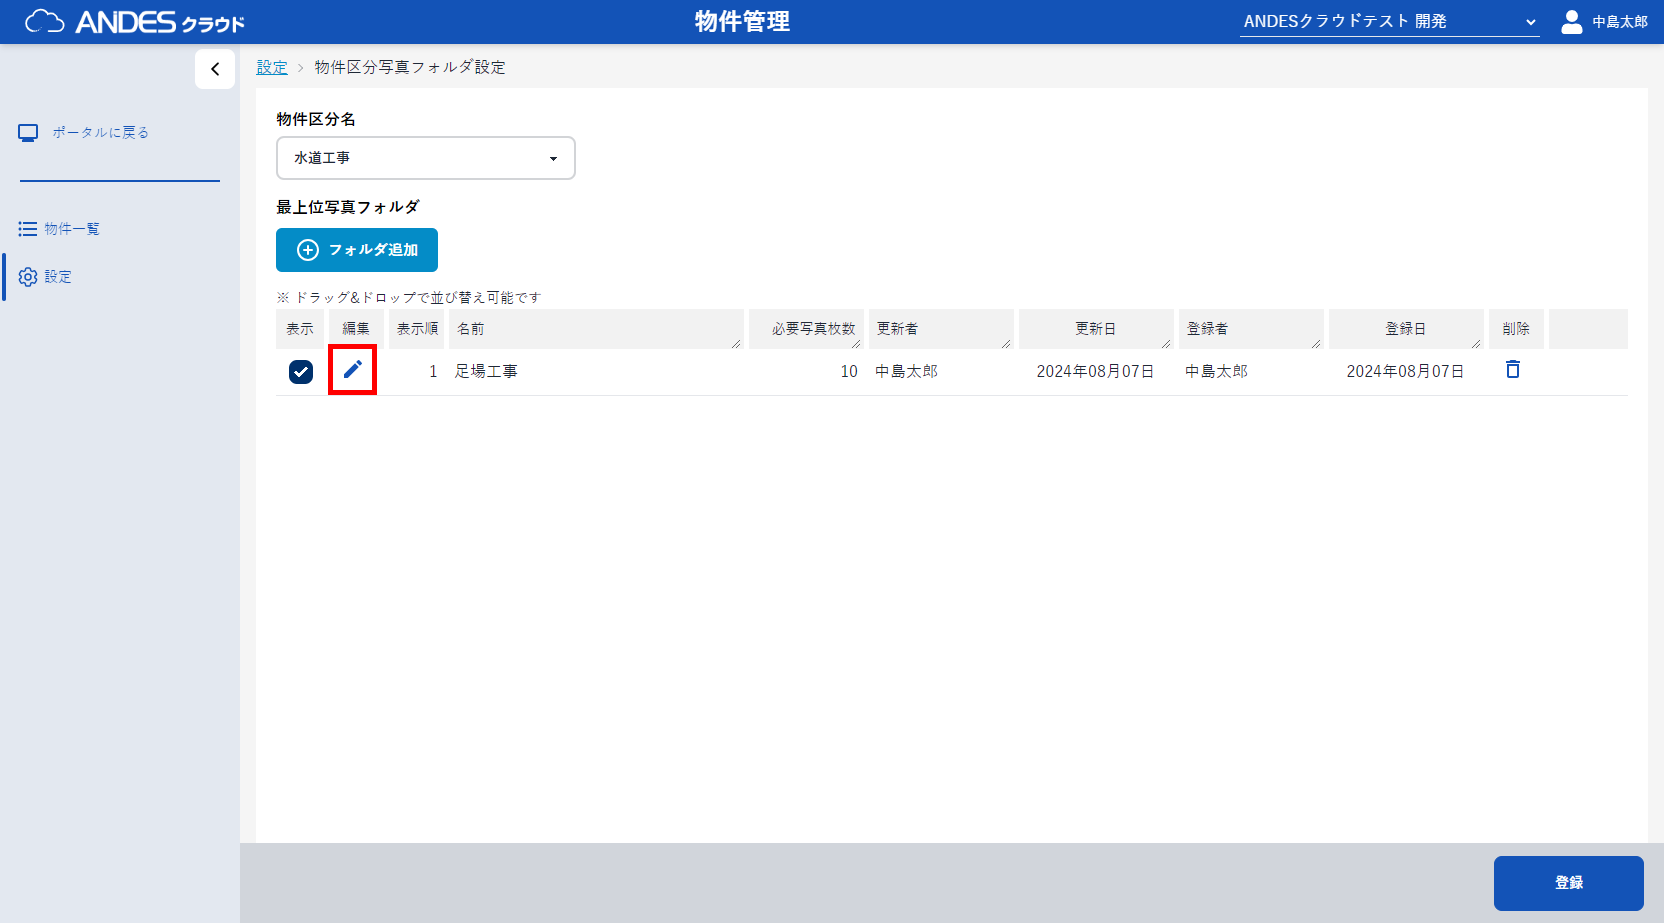 ANDES クラウド
物件管理
ANDESクラウドテスト 開発
中島太郎
設定 > 物件区分写真フォルダ設定
ポータルに戻る
物件一覧
設定
物件区分名
水道工事
最上位写真フォルダ
フォルダ追加
※ ドラッグ&ドロップで並び替え可能です
表示 編集 表示順 名前 必要写真枚数 更新者 更新日 登録者 登録日 削除
1 足場工事 10 中島太郎 2024年08月07日 中島太郎 2024年08月07日
登録